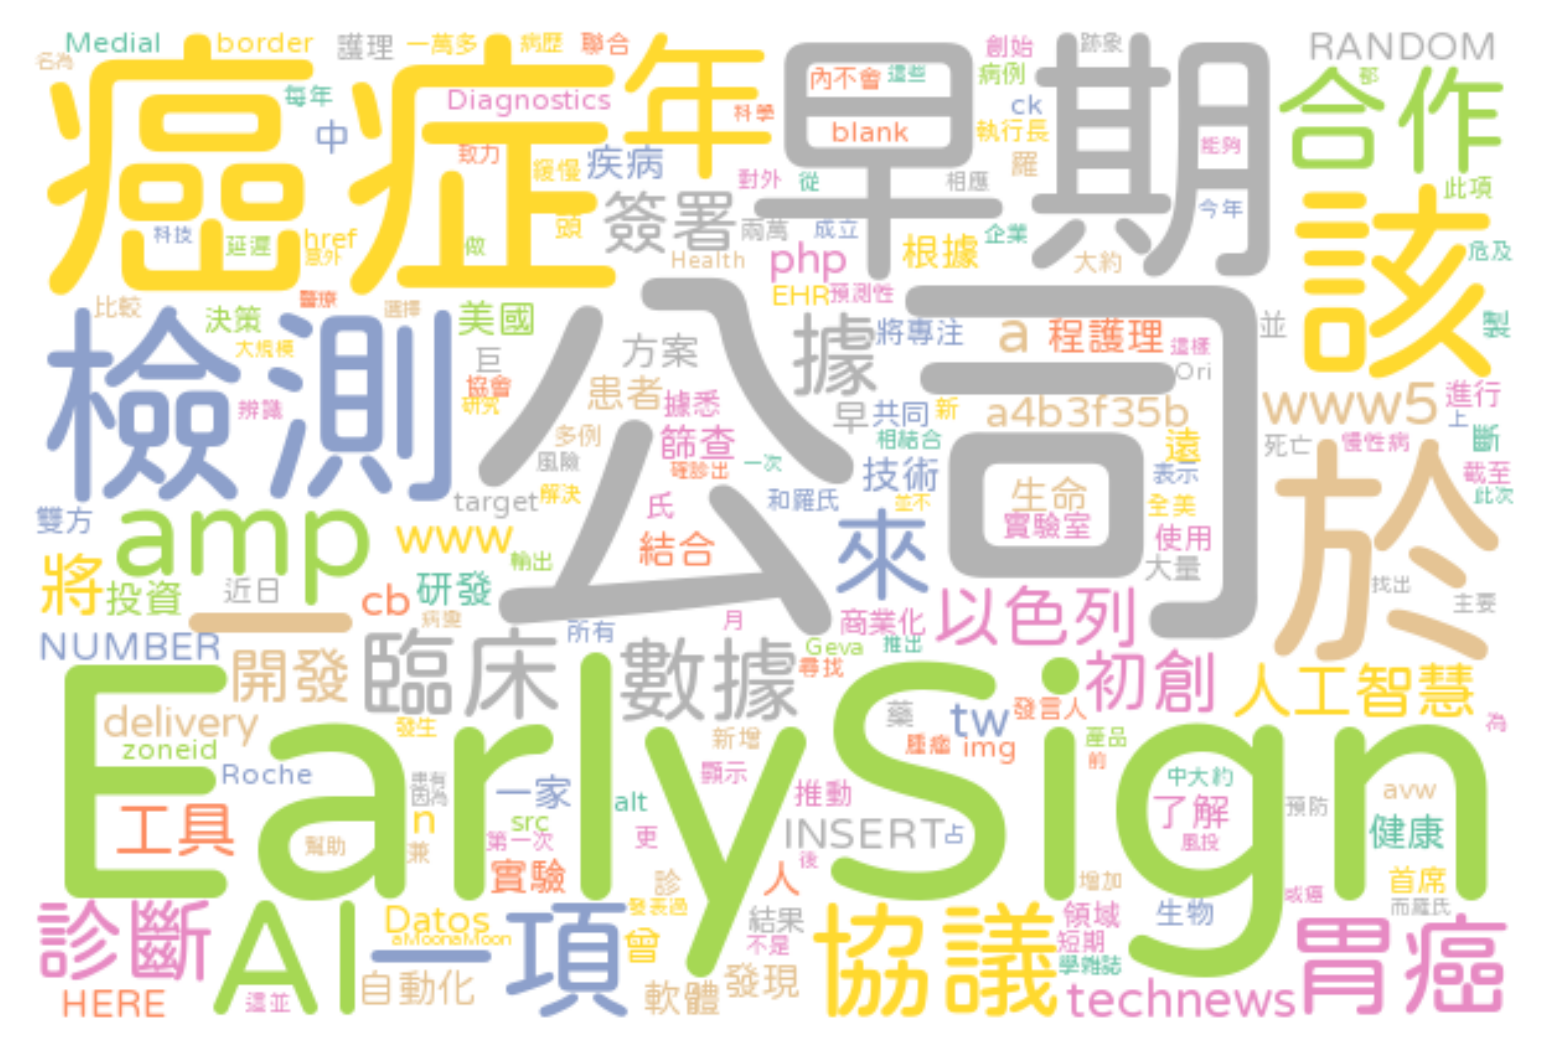 Medial border 護理 一萬多 病歷 聯合 創始 跡象 RANDOM
名為 癌症 年 早期 內不會 這些 病例 合作 都
每年 Diagnostics 科學 ck
中 blank 執行長
致力 緩慢 疾病 羅 能夠
對外 從 相應 此項
科技 延遲 href 意外 做 頭 簽署 兩萬 成立 企業 今年 該
Health php 根據 大約 危及
比較 醫療 選擇 EHR 預測性
檢測 決策 美國 公司 將專注 a 程護理 並 製
大規模 巨 方案 據 這樣
協會 患者 Ori
辨識 研究 據悉 早 共同 新 a4b3f35b www5 進行 上
多例 篩查 相結合 遠 死亡 慢性病 斷
風險 確診出 一次 技術 表示 截至
target 解決 氏 和羅氏 並不 生命 全美 此次
雙方 amp www 結合 來 實驗室 使用 於
將 輸出 大量
投資 近日 cb 研發 以色列 找出 主要
一 病變 月 商業化
NUMBER 所有 Geva 推出
開發 臨床 數據 尋找 初創 人工智慧
EarlySign
delivery 發生 新增 藥 tw 發言人 為
zoneid 腫瘤 img 產品
Roche 患有 顯示 前 中大約
因為 一家 alt 推動 avw
工具 n src 了解 預防
幫助 第一次 更 INSERT 占 風投 健康
兼 後
實驗 診 人 增加 首席
診斷 AI Datos 項 發表過 結果 協議 領域 生物 或癌 而羅氏
一 aMoonaMoon 曾 不是 短期 胃癌
自動化 發現 學雜誌
HERE 還並 軟體 technews